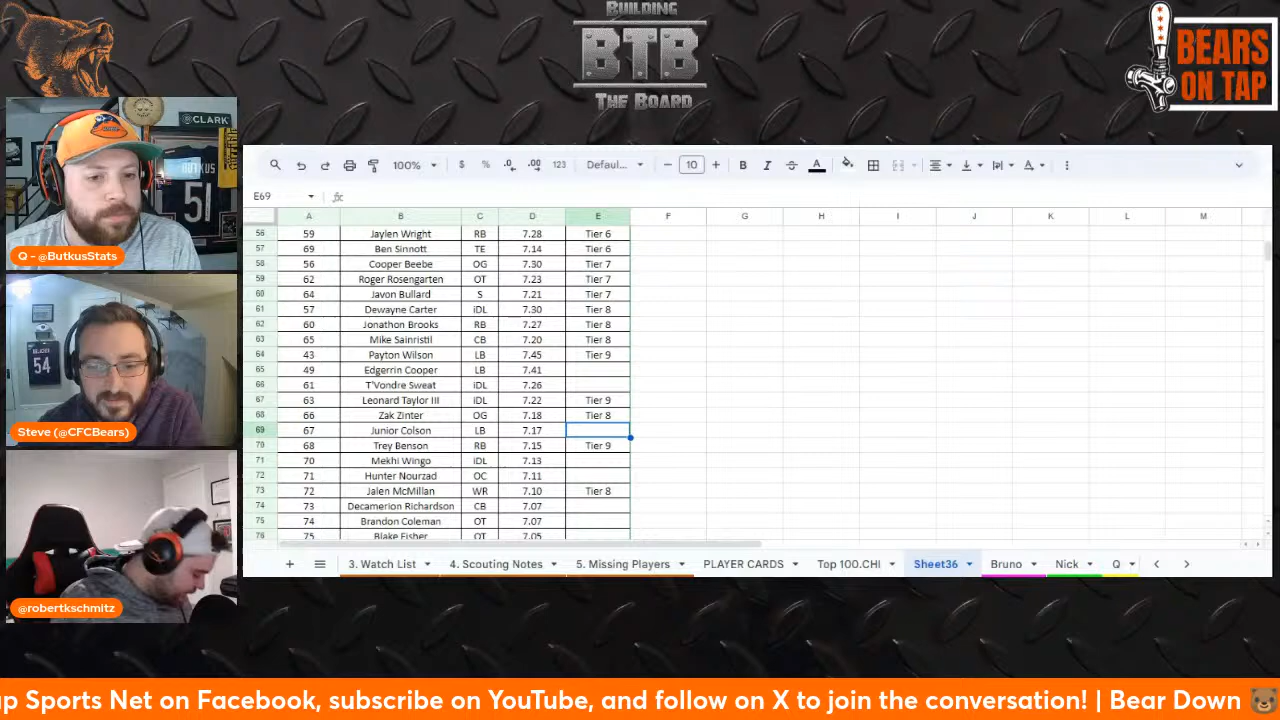 BUILDING
BTB
THE BOARD
BEARS
ON TAP
CLARK
BUTKUS
51
Q - @ButkusStats
54
Steve (@CFCBears)
@robertkschmitz
100% $ % .0 .00 123 Defaul... − 10 + B I S A
E69 fx
A B C D E F G H I J K L M
56 59 Jaylen Wright RB 7.28 Tier 6
57 69 Ben Sinnott TE 7.14 Tier 6
58 56 Cooper Beebe OG 7.30 Tier 7
59 62 Roger Rosengarten OT 7.23 Tier 7
60 64 Javon Bullard S 7.21 Tier 7
61 57 Dewayne Carter iDL 7.30 Tier 8
62 60 Jonathon Brooks RB 7.27 Tier 8
63 65 Mike Sainristil CB 7.20 Tier 8
64 43 Payton Wilson LB 7.45 Tier 9
65 49 Edgerrin Cooper LB 7.41
66 61 T'Vondre Sweat iDL 7.26
67 63 Leonard Taylor III iDL 7.22 Tier 9
68 66 Zak Zinter OG 7.18 Tier 8
69 67 Junior Colson LB 7.17
70 68 Trey Benson RB 7.15 Tier 9
71 70 Mekhi Wingo iDL 7.13
72 71 Hunter Nourzad OC 7.11
73 72 Jalen McMillan WR 7.10 Tier 8
74 73 Decamerion Richardson CB 7.07
75 74 Brandon Coleman OT 7.07
76 75 Blake Fisher OT 7.05
+ 3. Watch List 4. Scouting Notes 5. Missing Players PLAYER CARDS Top 100.CHI Sheet36 Bruno Nick Q
ap Sports Net on Facebook, subscribe on YouTube, and follow on X to join the conversation! | Bear Down